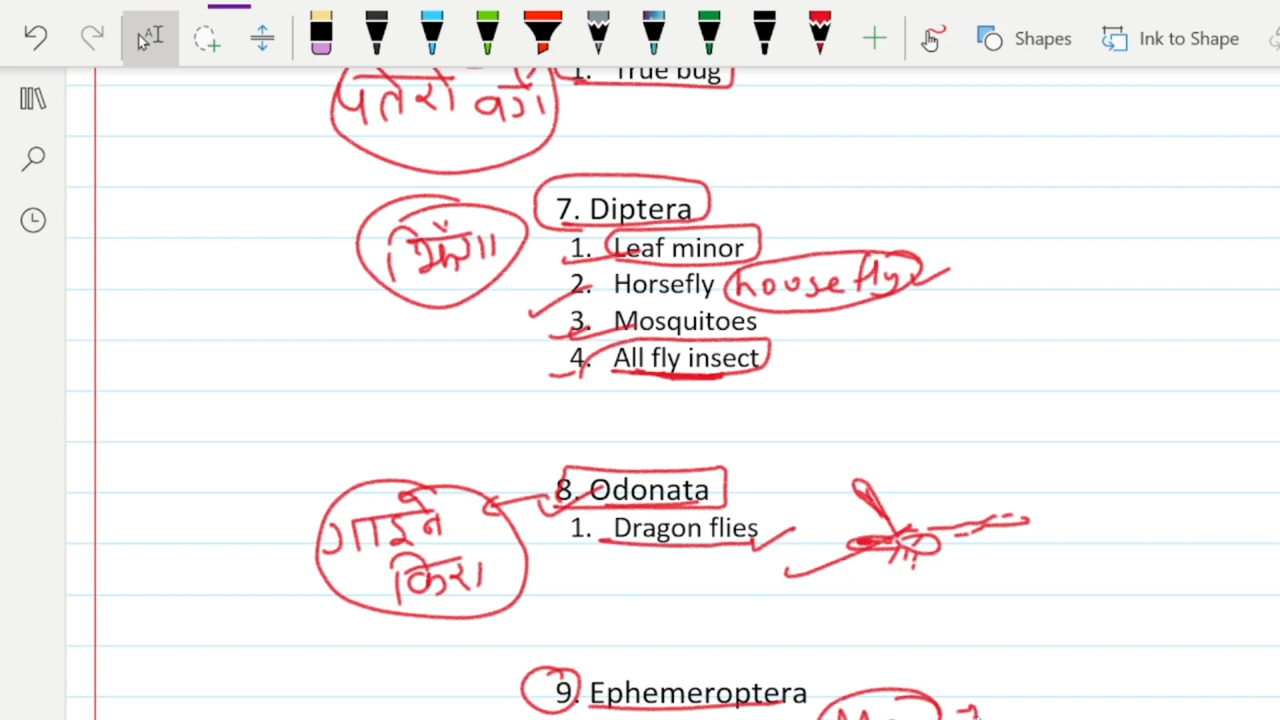 Shapes
Ink to Shape
1. True bug
पतेरो वर्ग
7. Diptera
झिँगा
1. Leaf minor
2. Horsefly housefly
3. Mosquitoes
4. All fly insect
8. Odonata
गाईने
किरा
1. Dragon flies
9. Ephemeroptera